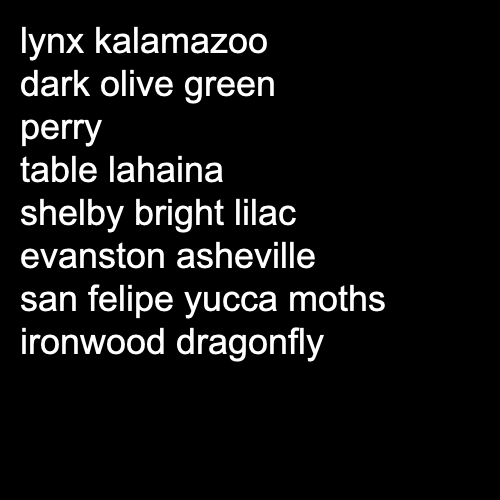 lynx kalamazoo
dark olive green
perry
table lahaina
shelby bright lilac
evanston asheville
san felipe yucca moths
ironwood dragonfly